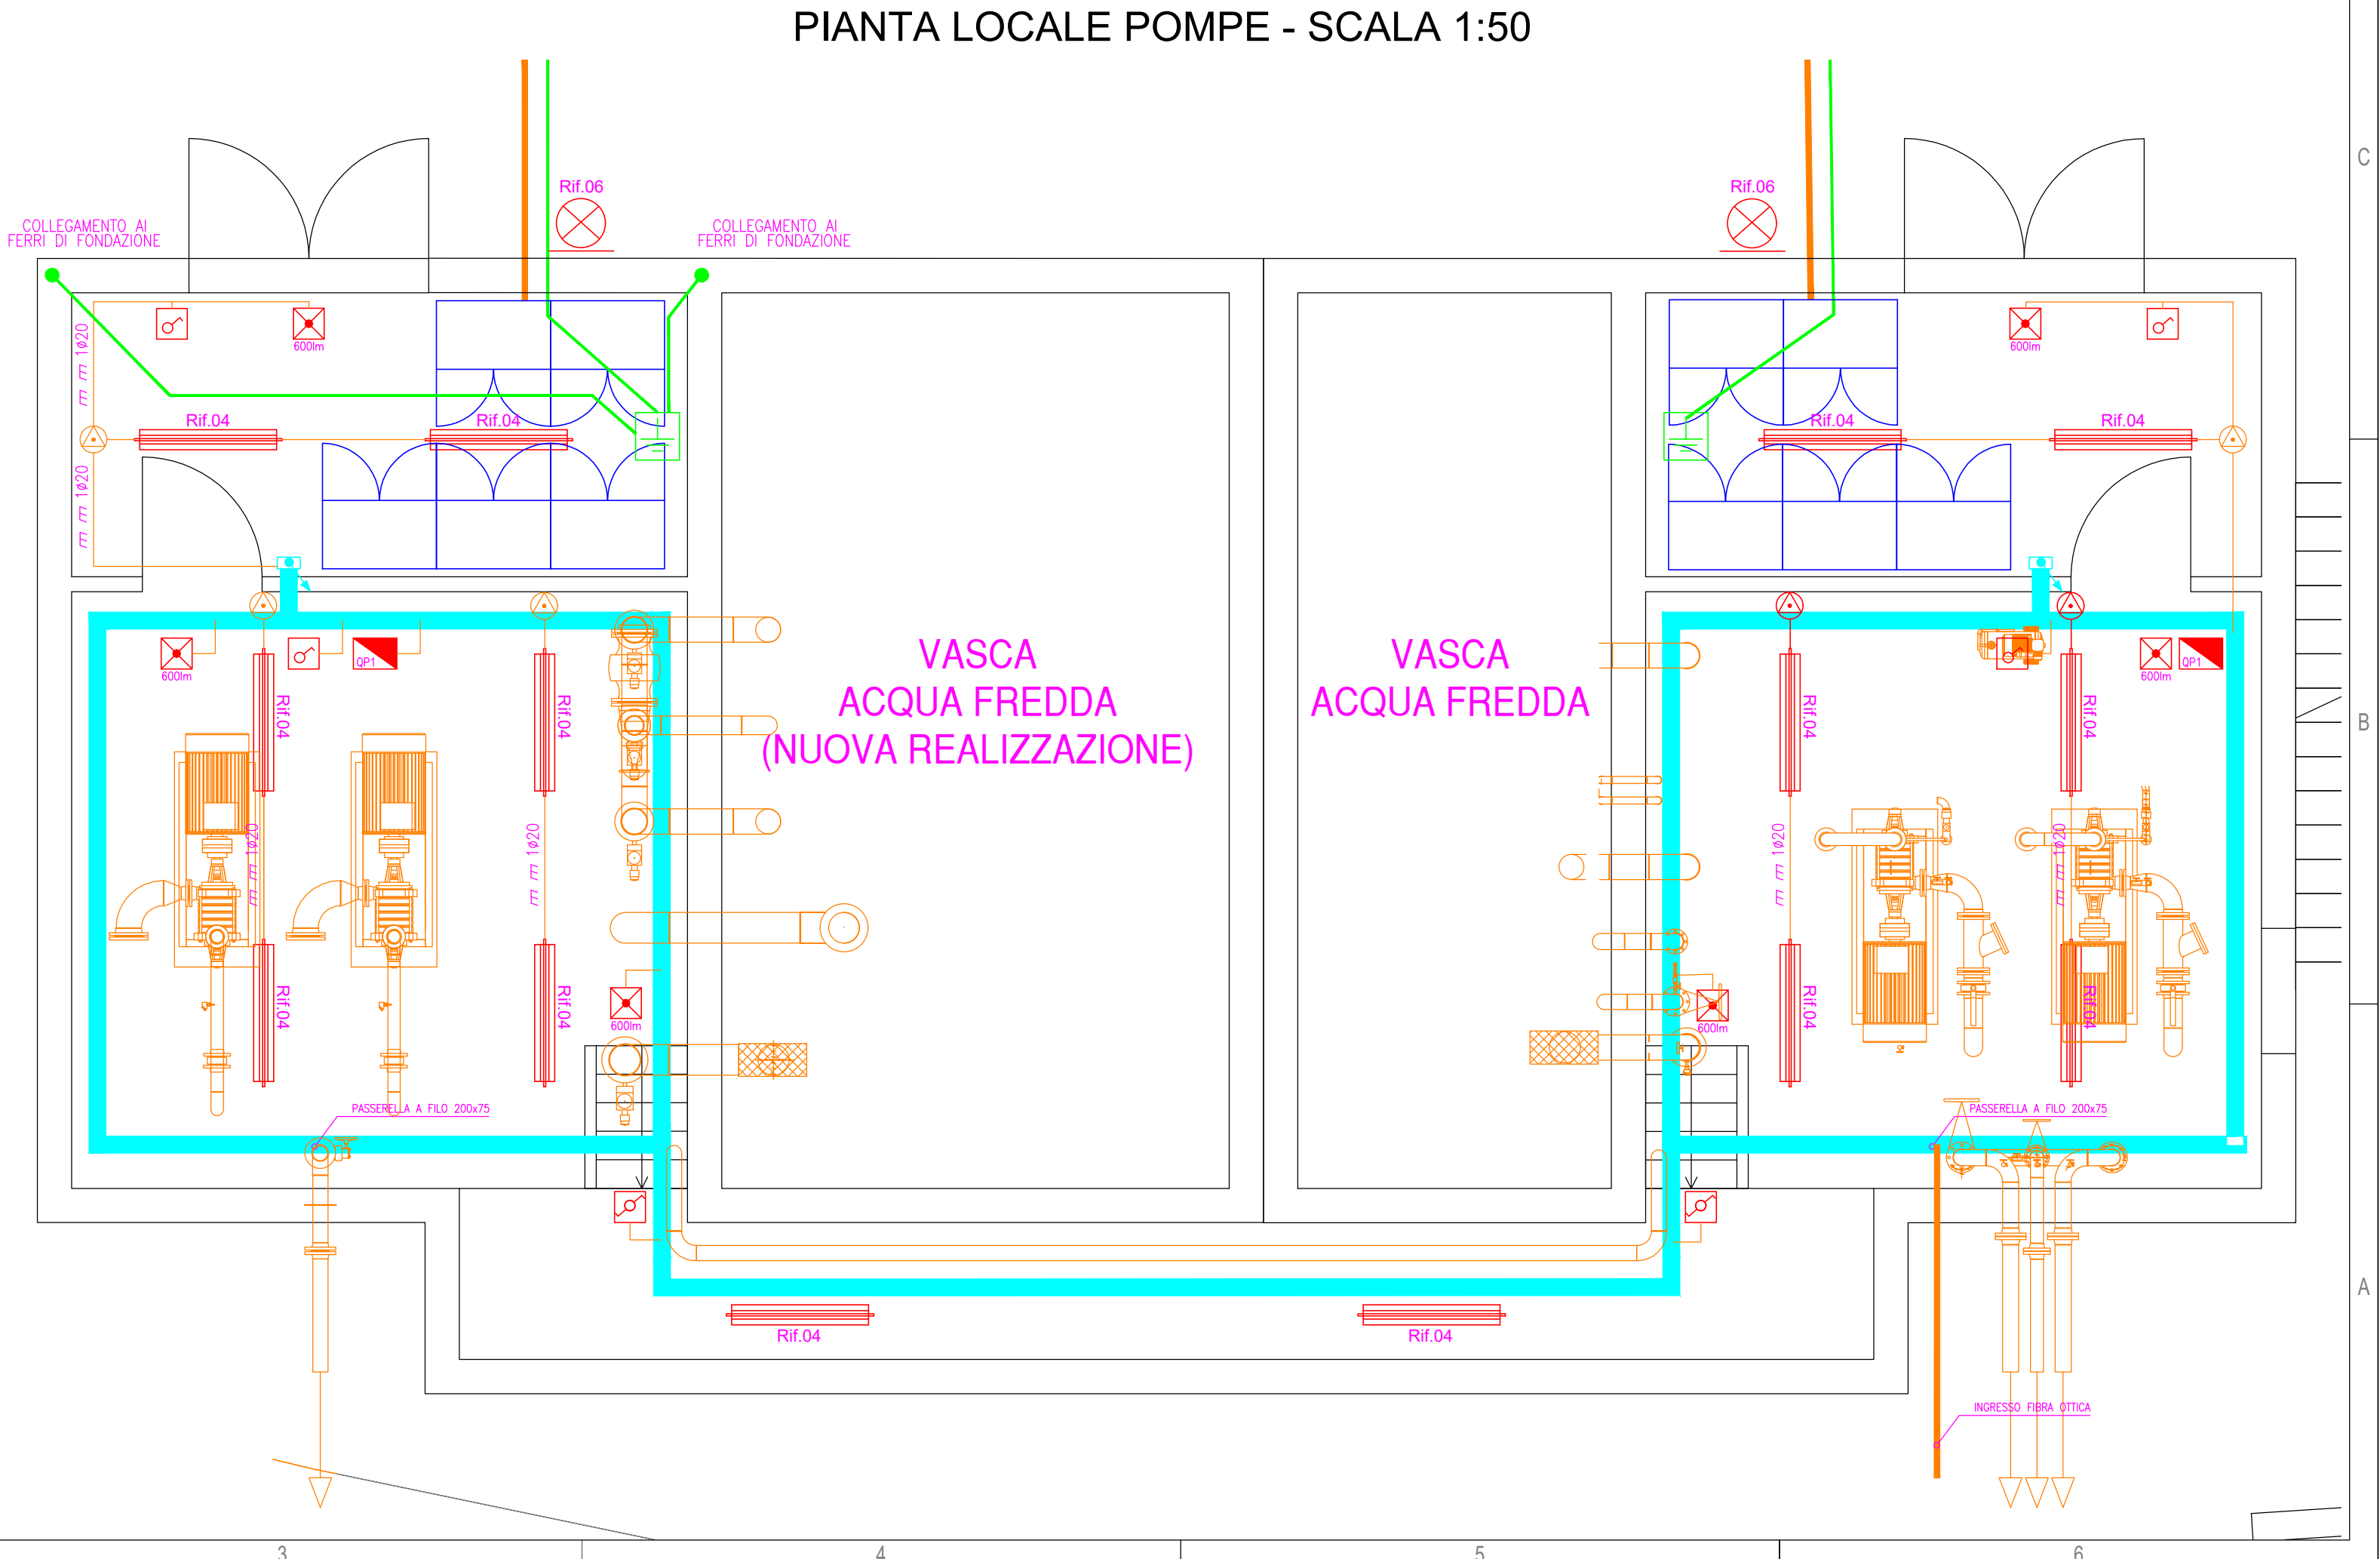 PIANTA LOCALE POMPE - SCALA 1:50
C
Rif.06
Rif.06
COLLEGAMENTO AI
FERRI DI FONDAZIONE
COLLEGAMENTO AI
FERRI DI FONDAZIONE
600lm
600lm
1ø20
Rif.04
Rif.04
Rif.04
Rif.04
1ø20
QP1
600lm
QP1
600lm
VASCA
ACQUA FREDDA
(NUOVA REALIZZAZIONE)
VASCA
ACQUA FREDDA
B
Rif.04
Rif.04
Rif.04
Rif.04
1ø20
1ø20
1ø20
1ø20
Rif.04
Rif.04
Rif.04
Rif.04
600lm
600lm
PASSERELLA A FILO 200x75
PASSERELLA A FILO 200x75
A
Rif.04
Rif.04
INGRESSO FIBRA OTTICA
3
4
5
6